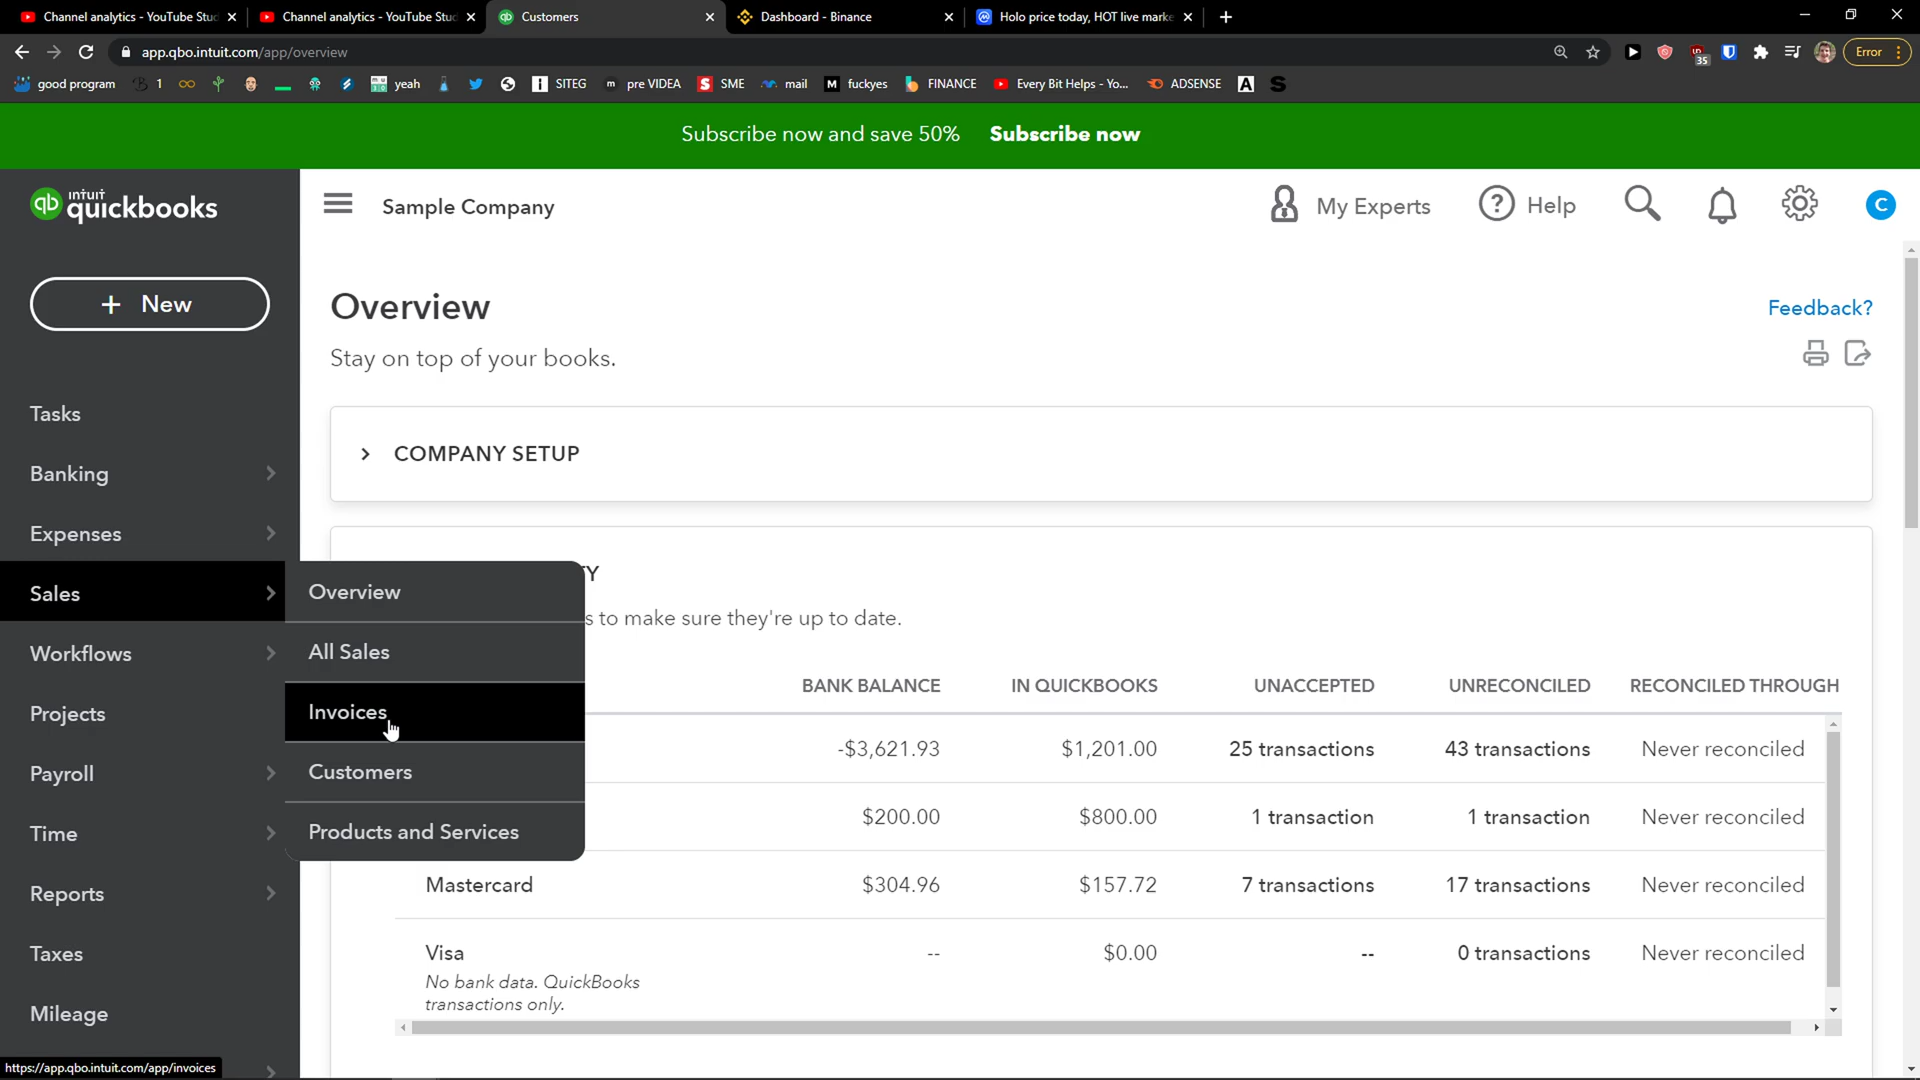 Channel analytics - YouTube Stud
Channel analytics - YouTube Stud
Customers
Dashboard - Binance
Holo price today, HOT live marke
app.qbo.intuit.com/app/overview
35
Error
good program
1
yeah
SITEG
m
pre VIDEA
S
SME
mail
M
fuckyes
FINANCE
Every Bit Helps - Yo...
ADSENSE
A
S
Subscribe now and save 50% Subscribe now
qb
intuit
quickbooks
Sample Company
My Experts
? Help
C
+ New
Overview
Feedback?
Stay on top of your books.
Tasks
COMPANY SETUP
Banking
Expenses
TY
Sales
Overview
s to make sure they're up to date.
Workflows
All Sales
BANK BALANCE IN QUICKBOOKS UNACCEPTED UNRECONCILED RECONCILED THROUGH
Projects
Invoices
-$3,621.93 $1,201.00 25 transactions 43 transactions Never reconciled
Payroll
Customers
$200.00 $800.00 1 transaction 1 transaction Never reconciled
Time
Products and Services
Mastercard $304.96 $157.72 7 transactions 17 transactions Never reconciled
Reports
Visa -- $0.00 -- 0 transactions Never reconciled
Taxes
No bank data. QuickBooks
transactions only.
Mileage
https://app.qbo.intuit.com/app/invoices